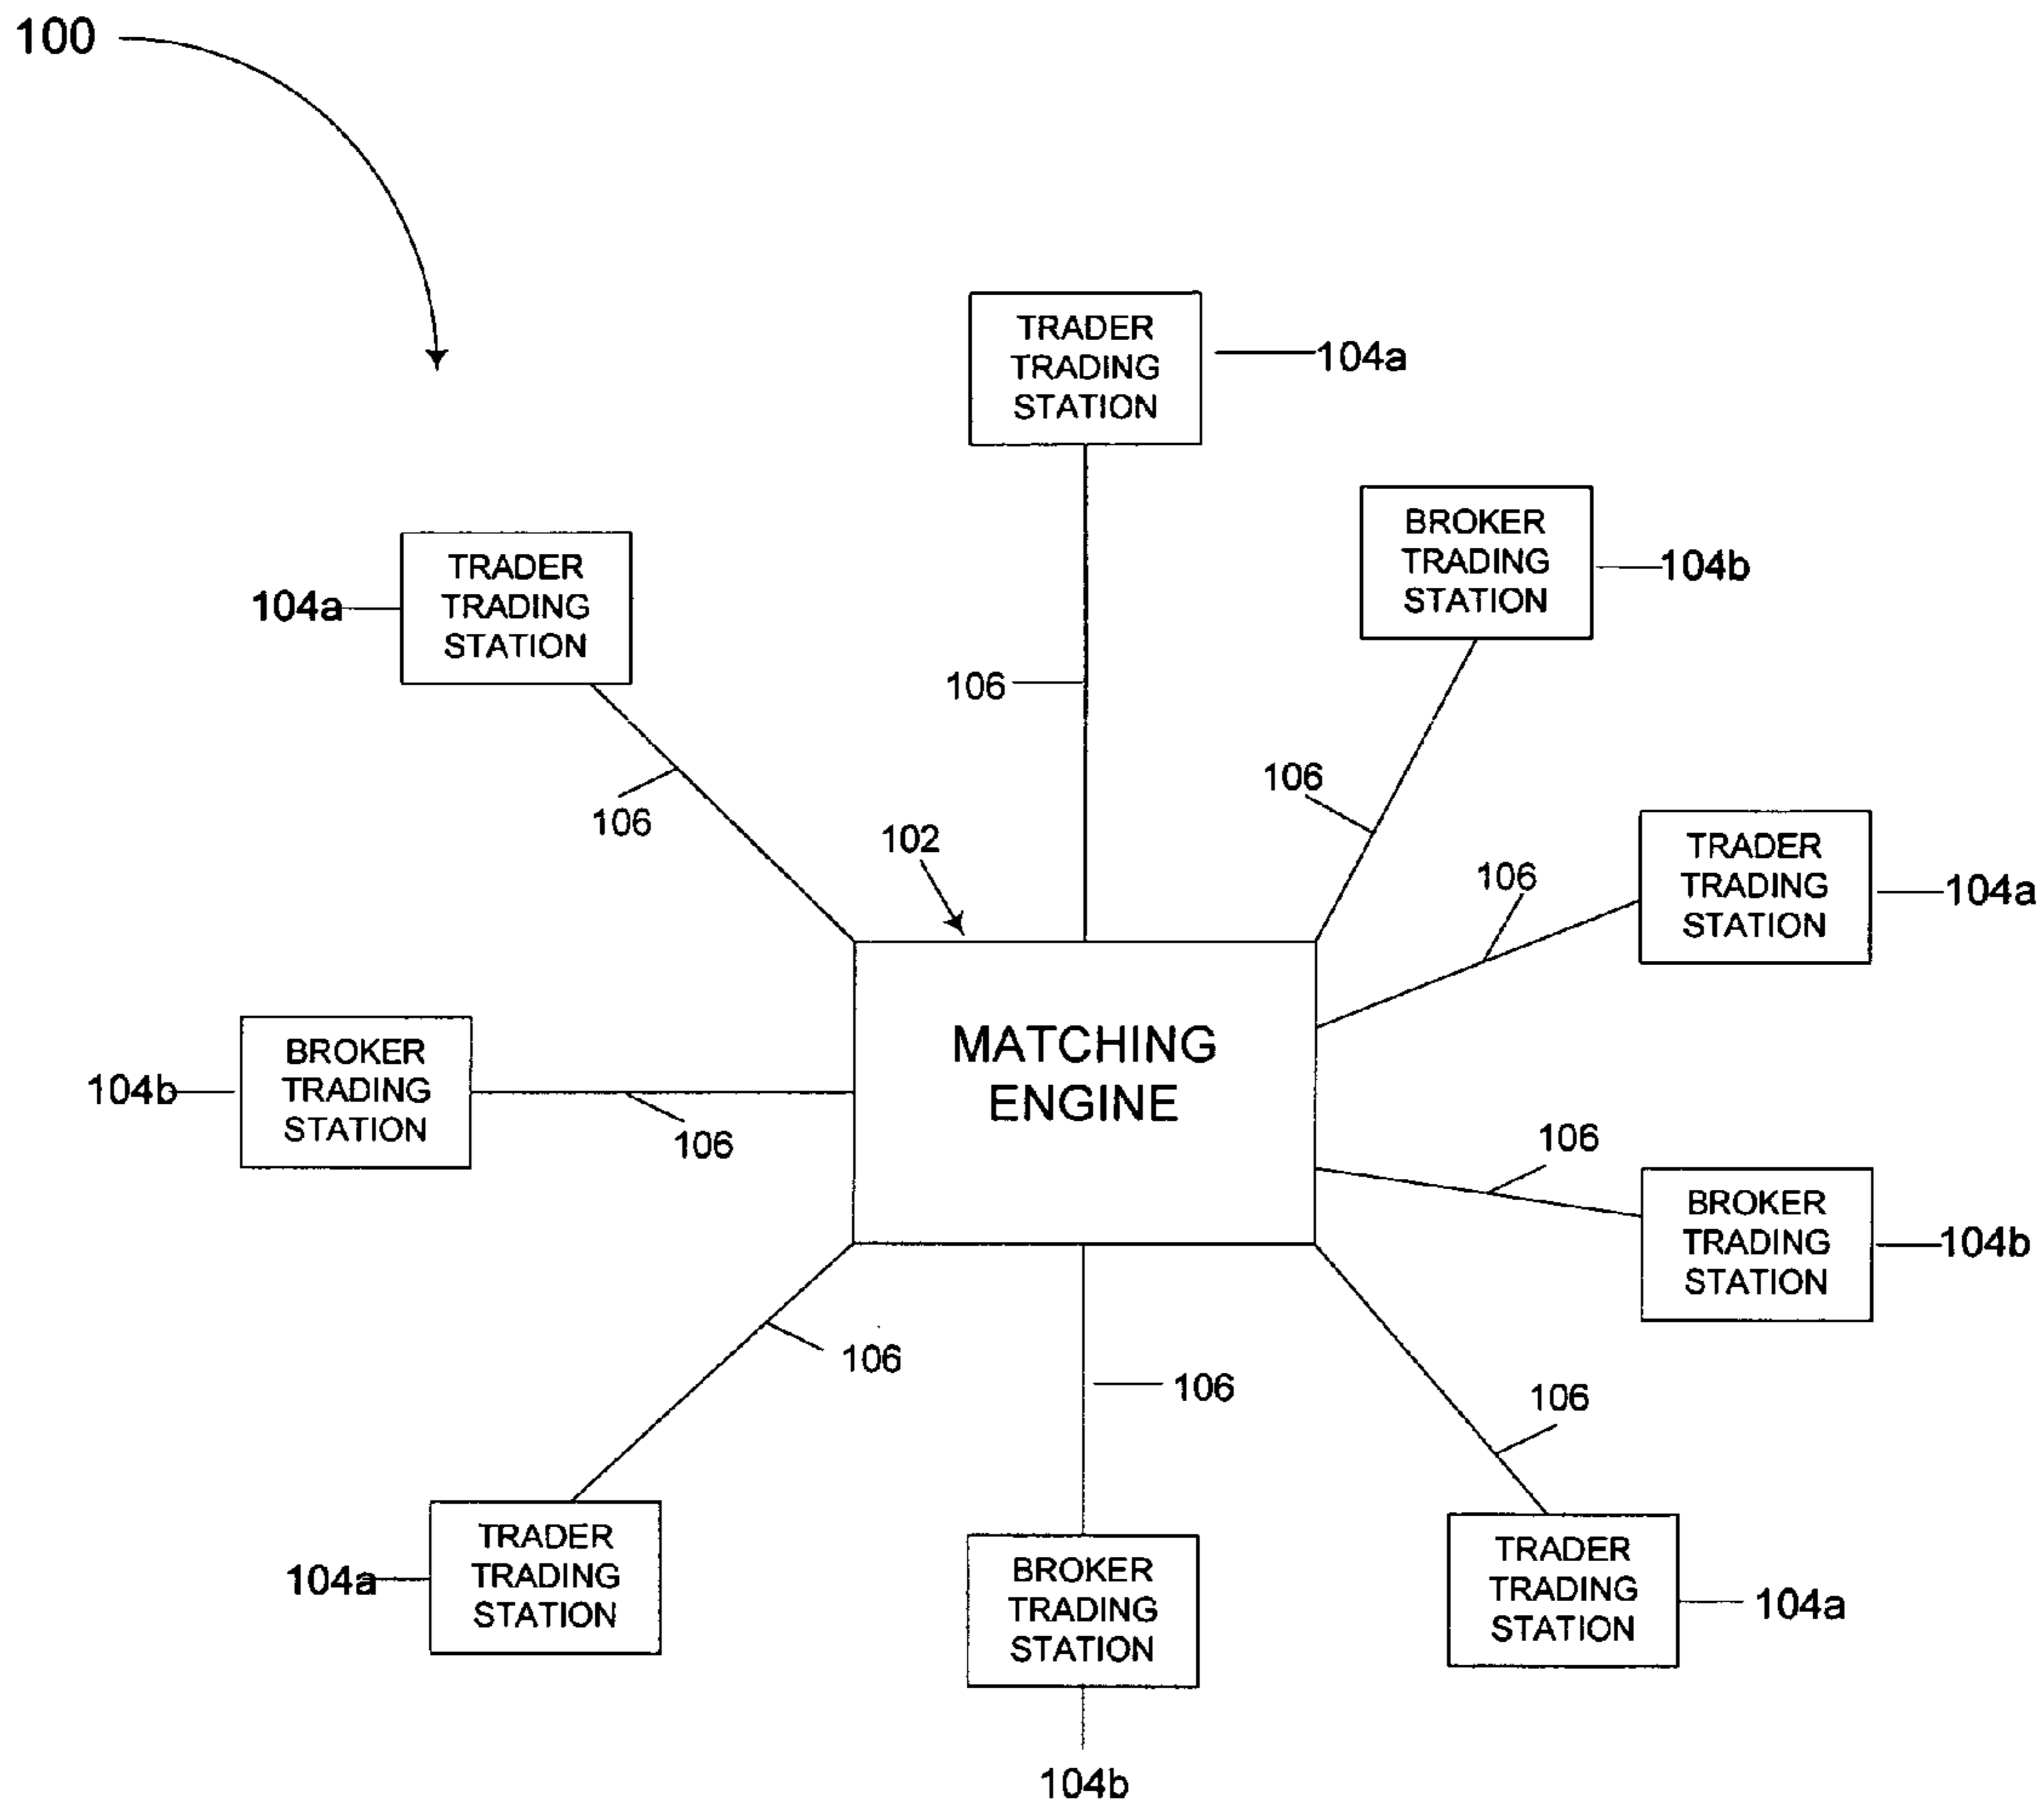 100
TRADER
TRADING
STATION
104a
BROKER
TRADING
STATION
104b
TRADER
TRADING
STATION
104a
106
106
106
102
TRADER
TRADING
STATION
104a
106
MATCHING
ENGINE
BROKER
TRADING
STATION
104b
106
106
BROKER
TRADING
STATION
104b
106
106
106
TRADER
TRADING
STATION
104a
BROKER
TRADING
STATION
104b
TRADER
TRADING
STATION
104a